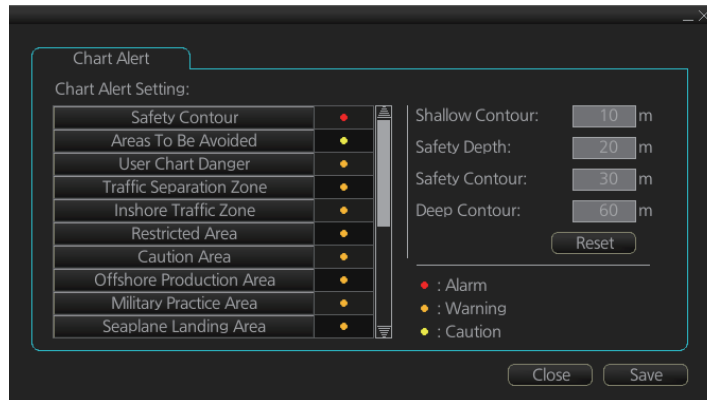 Chart Alert
Chart Alert Setting:
Safety Contour
Areas To Be Avoided
User Chart Danger
Traffic Separation Zone
Inshore Traffic Zone
Restricted Area
Caution Area
Offshore Production Area
Military Practice Area
Seaplane Landing Area
Shallow Contour: 10 m
Safety Depth: 20 m
Safety Contour: 30 m
Deep Contour: 60 m
Reset
: Alarm
: Warning
: Caution
Close Save